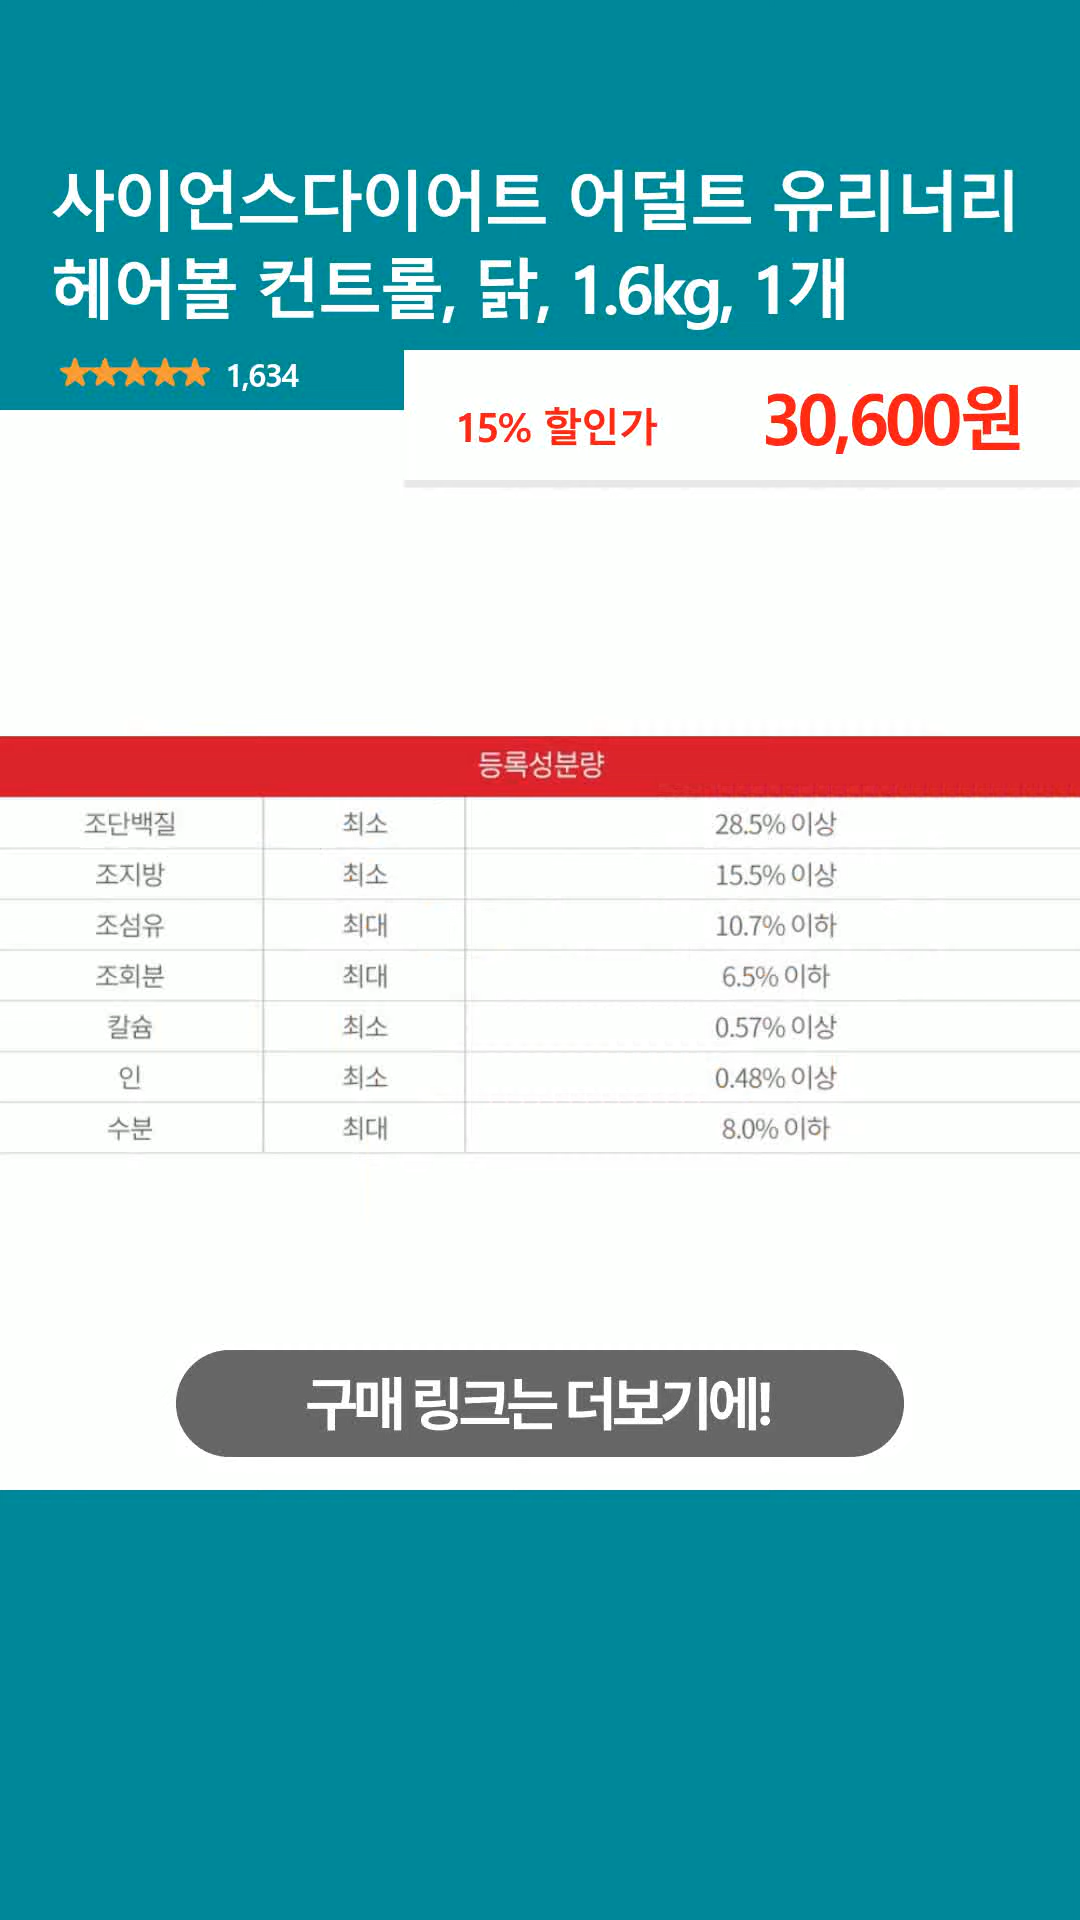 사이언스다이어트 어덜트 유리너리
헤어볼 컨트롤, 닭, 1.6kg, 1개
★★★★★ 1,634
15% 할인가 30,600원
등록성분량
조단백질 최소 28.5% 이상
조지방 최소 15.5% 이상
조섬유 최대 10.7% 이하
조회분 최대 6.5% 이하
칼슘 최소 0.57% 이상
인 최소 0.48% 이상
수분 최대 8.0% 이하
구매 링크는 더보기에!